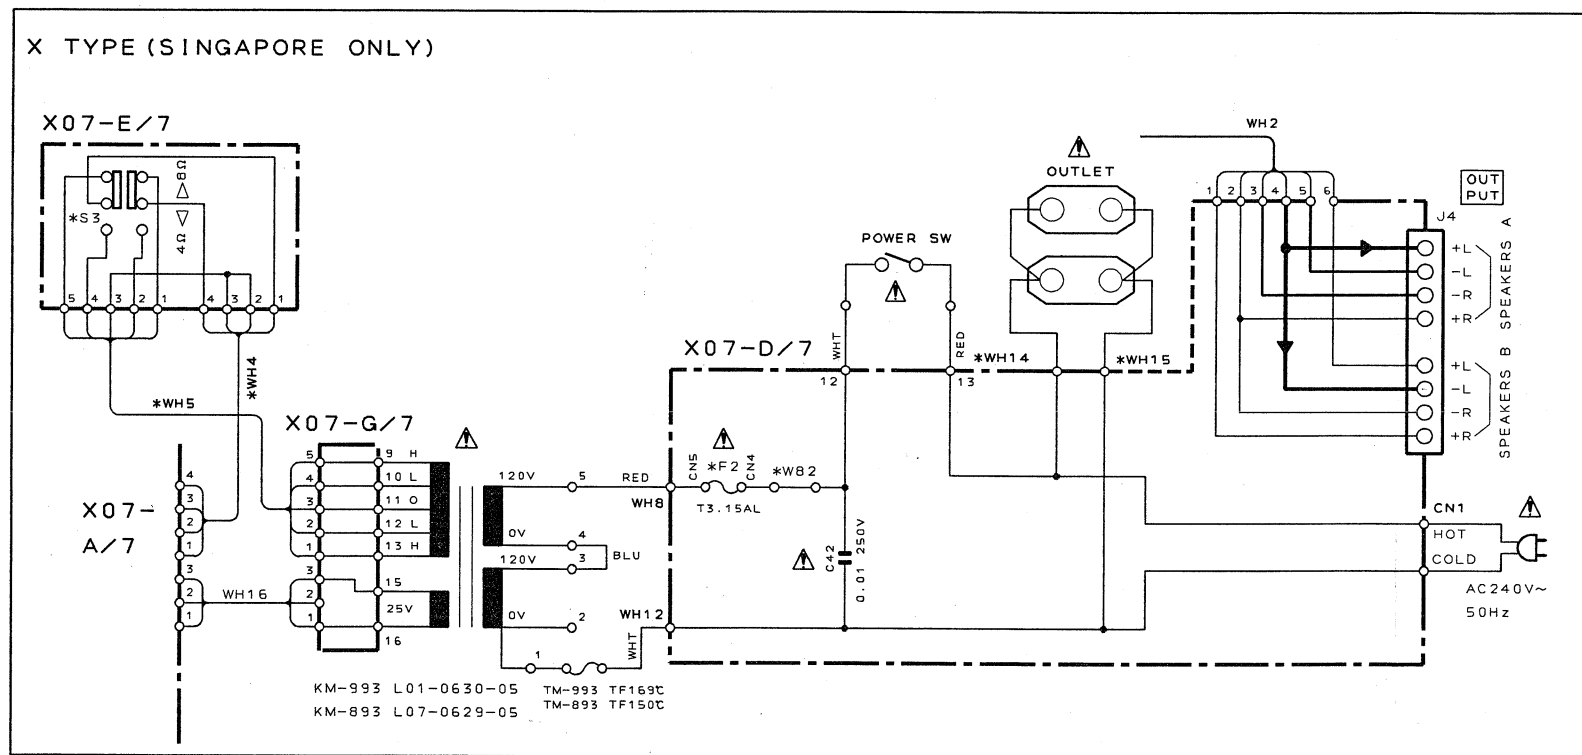 X TYPE (SINGAPORE ONLY)
X07-E/7
*S3
4Ω ◁ ▷ 8Ω
5 4 3 2 1 4 3 2 1
*WH5
*WH4
X07-A/7
4
3
2
1
3
2
1
WH16
X07-G/7
5 9 H
4 10 L
3 11 O
2 12 L
1 13 H
3 15
2 25V
1 16
120V
0V
120V
0V
5 RED
4
3
BLU
2
1
WHT
KM-993 L01-0630-05
KM-893 L07-0629-05
TM-993 TF169℃
TM-893 TF150℃
X07-D/7
WH8
WH12
CN5 *F2 CN4
T3.15AL
*W82
C42
0.01 250V
POWER SW
WHT
RED
12
13
*WH14
*WH15
OUTLET
WH2
1 2 3 4 5 6
OUT
PUT
J4
+L
-L
-R
+R
SPEAKERS A
+L
-L
-R
+R
SPEAKERS B
CN1
HOT
COLD
AC240V~
50Hz